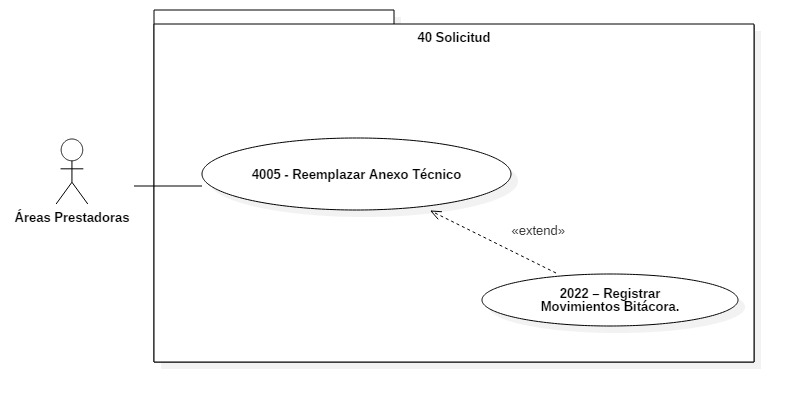 40 Solicitud
4005 - Reemplazar Anexo Técnico
Áreas Prestadoras
«extend»
2022 – Registrar
Movimientos Bitácora.